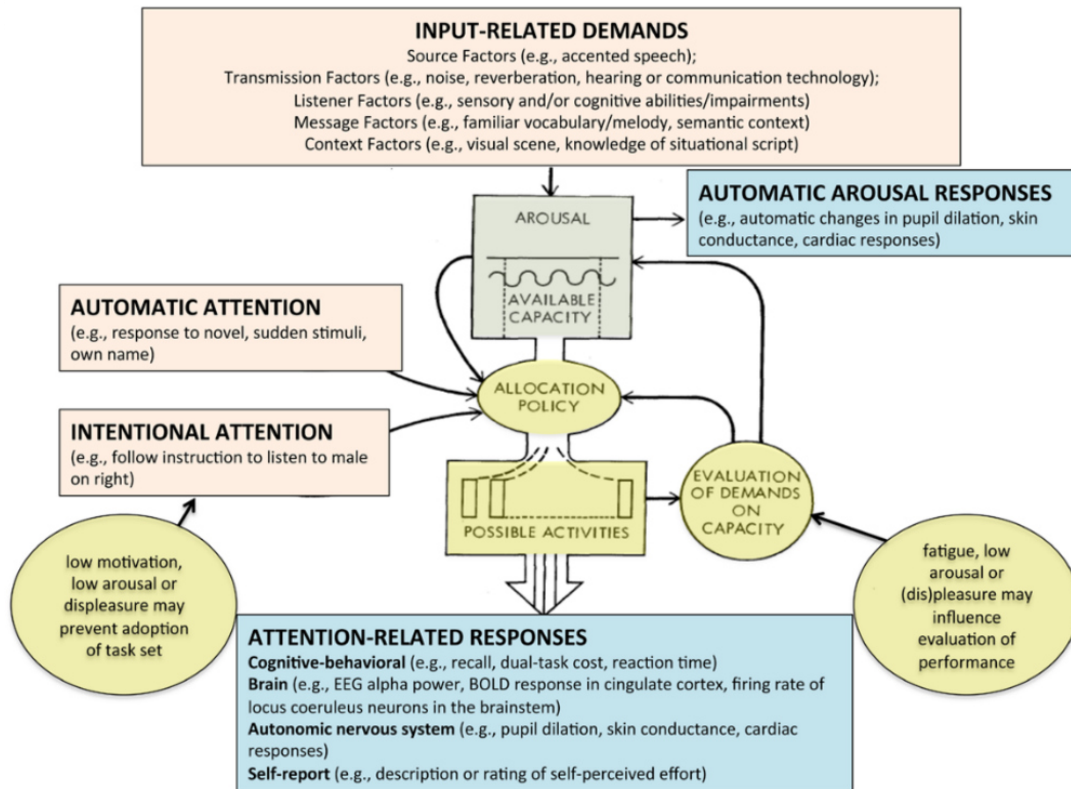 INPUT-RELATED DEMANDS
Source Factors (e.g., accented speech);
Transmission Factors (e.g., noise, reverberation, hearing or communication technology);
Listener Factors (e.g., sensory and/or cognitive abilities/impairments)
Message Factors (e.g., familiar vocabulary/melody, semantic context)
Context Factors (e.g., visual scene, knowledge of situational script)
AROUSAL
AVAILABLE
CAPACITY
AUTOMATIC AROUSAL RESPONSES
(e.g., automatic changes in pupil dilation, skin
conductance, cardiac responses)
AUTOMATIC ATTENTION
(e.g., response to novel, sudden stimuli,
own name)
ALLOCATION
POLICY
INTENTIONAL ATTENTION
(e.g., follow instruction to listen to male
on right)
POSSIBLE ACTIVITIES
EVALUATION
OF DEMANDS
ON
CAPACITY
low motivation,
low arousal or
displeasure may
prevent adoption
of task set
fatigue, low
arousal or
(dis)pleasure may
influence
evaluation of
performance
ATTENTION-RELATED RESPONSES
Cognitive-behavioral (e.g., recall, dual-task cost, reaction time)
Brain (e.g., EEG alpha power, BOLD response in cingulate cortex, firing rate of
locus coeruleus neurons in the brainstem)
Autonomic nervous system (e.g., pupil dilation, skin conductance, cardiac
responses)
Self-report (e.g., description or rating of self-perceived effort)